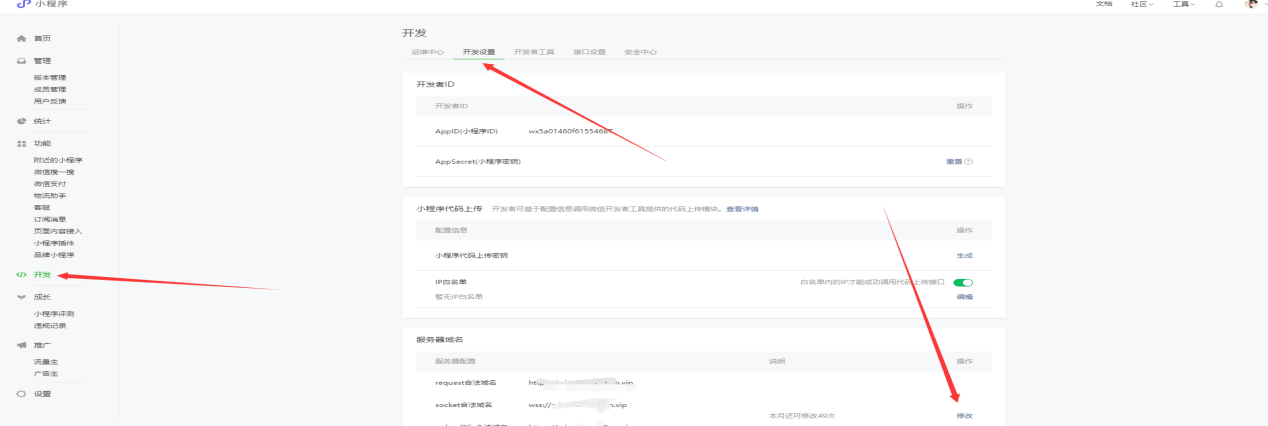 小程序
文档 社区 工具
首页
管理
版本管理
成员管理
用户反馈
统计
功能
附近的小程序
微信搜一搜
微信支付
物流助手
客服
订阅消息
页面内容接入
小程序插件
品牌小程序
</> 开发
成长
小程序评测
违规记录
推广
流量主
广告主
设置
开发
运维中心 开发设置 开发者工具 接口设置 安全中心
开发者ID
开发者ID 操作
AppID(小程序ID) wx5a01460f61554687
AppSecret(小程序密钥) 重置
小程序代码上传 开发者可基于配置信息调用微信开发者工具提供的代码上传模块。查看详情
配置信息 操作
小程序代码上传密钥 生成
IP白名单 白名单内的IP才能成功调用代码上传接口
暂无IP白名单 编辑
服务器域名
服务器配置 说明 操作
request合法域名 http .vip
socket合法域名 wss:// .vip
本月还可修改49次 修改